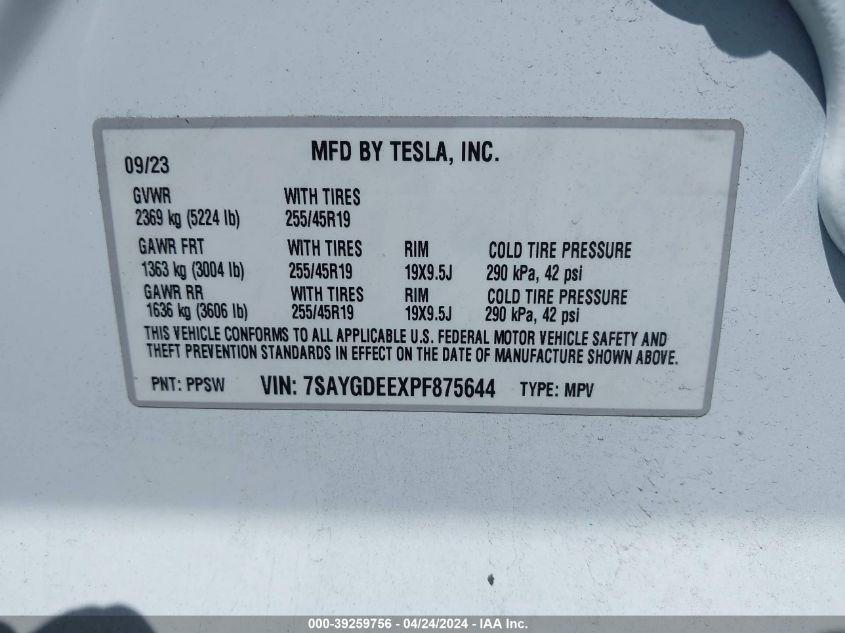 MFD BY TESLA, INC.
09/23
GVWR WITH TIRES
2369 kg (5224 lb) 255/45R19
GAWR FRT WITH TIRES RIM COLD TIRE PRESSURE
1363 kg (3004 lb) 255/45R19 19X9.5J 290 kPa, 42 psi
GAWR RR WITH TIRES RIM COLD TIRE PRESSURE
1636 kg (3606 lb) 255/45R19 19X9.5J 290 kPa, 42 psi
THIS VEHICLE CONFORMS TO ALL APPLICABLE U.S. FEDERAL MOTOR VEHICLE SAFETY AND
THEFT PREVENTION STANDARDS IN EFFECT ON THE DATE OF MANUFACTURE SHOWN ABOVE.
PNT: PPSW VIN: 7SAYGDEEXPF875644 TYPE: MPV
000-39259756 - 04/24/2024 - IAA Inc.